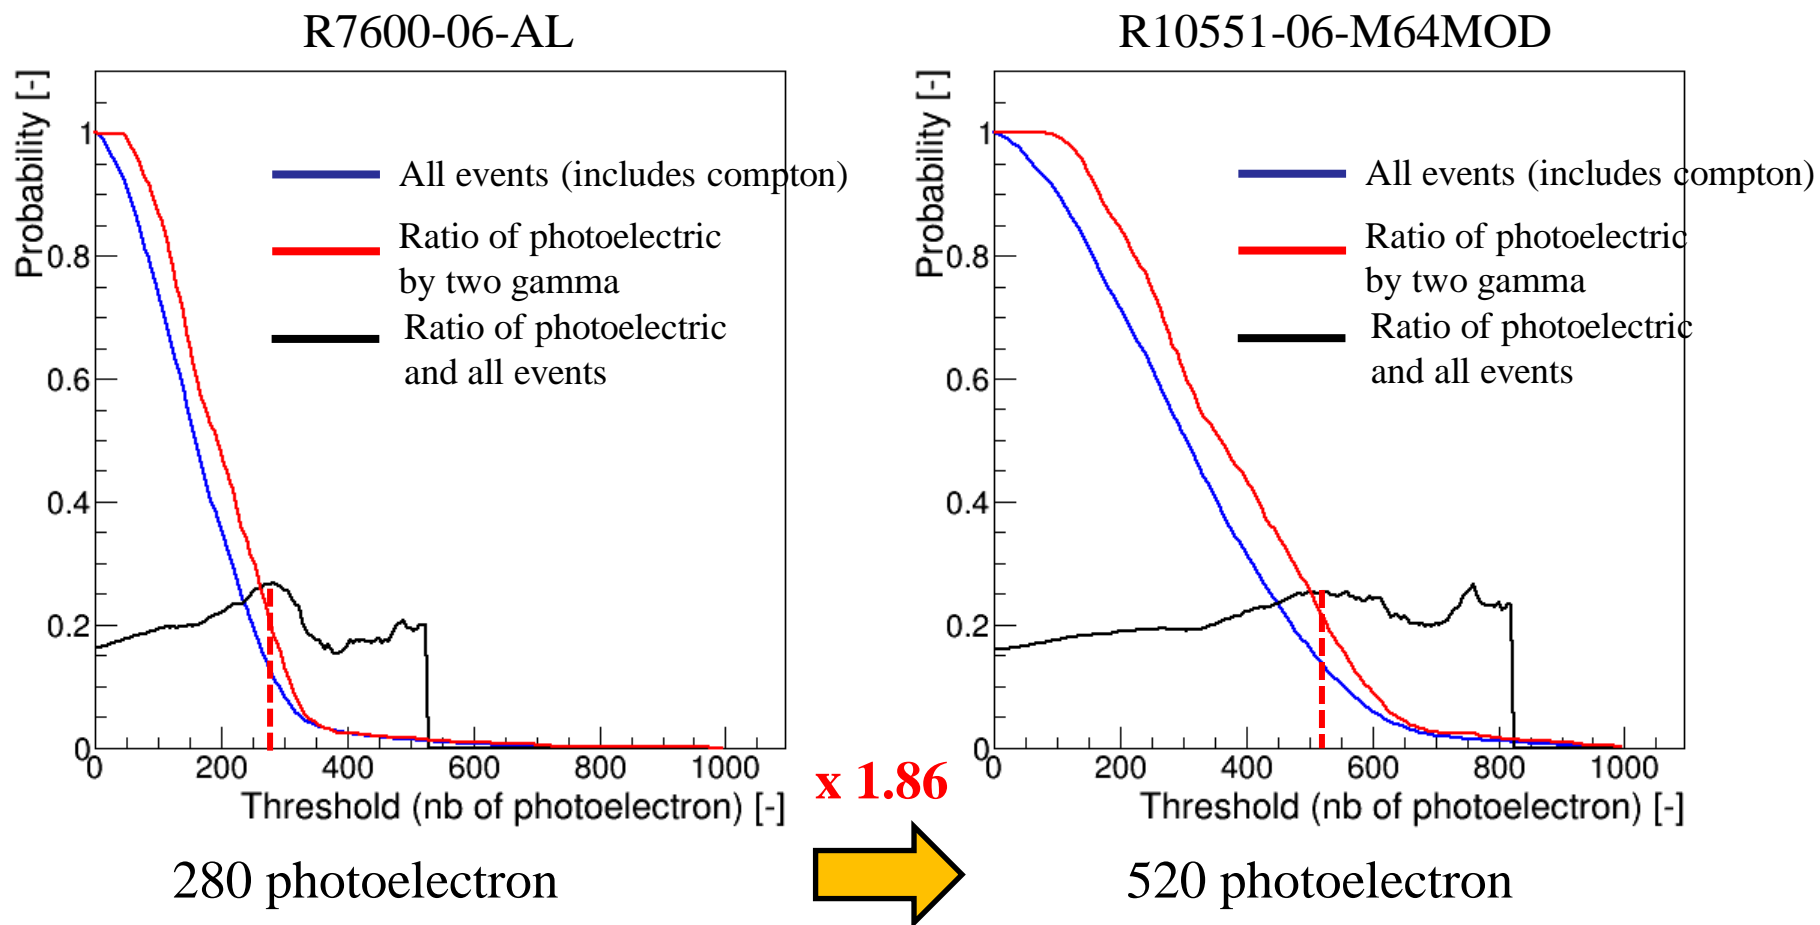 R7600-06-AL
Probability [-]
1
0.8
0.6
0.4
0.2
0
All events (includes compton)
Ratio of photoelectric
by two gamma
Ratio of photoelectric
and all events
0 200 400 600 800 1000
Threshold (nb of photoelectron) [-]
280 photoelectron
x 1.86
R10551-06-M64MOD
Probability [-]
1
0.8
0.6
0.4
0.2
0
All events (includes compton)
Ratio of photoelectric
by two gamma
Ratio of photoelectric
and all events
0 200 400 600 800 1000
Threshold (nb of photoelectron) [-]
520 photoelectron